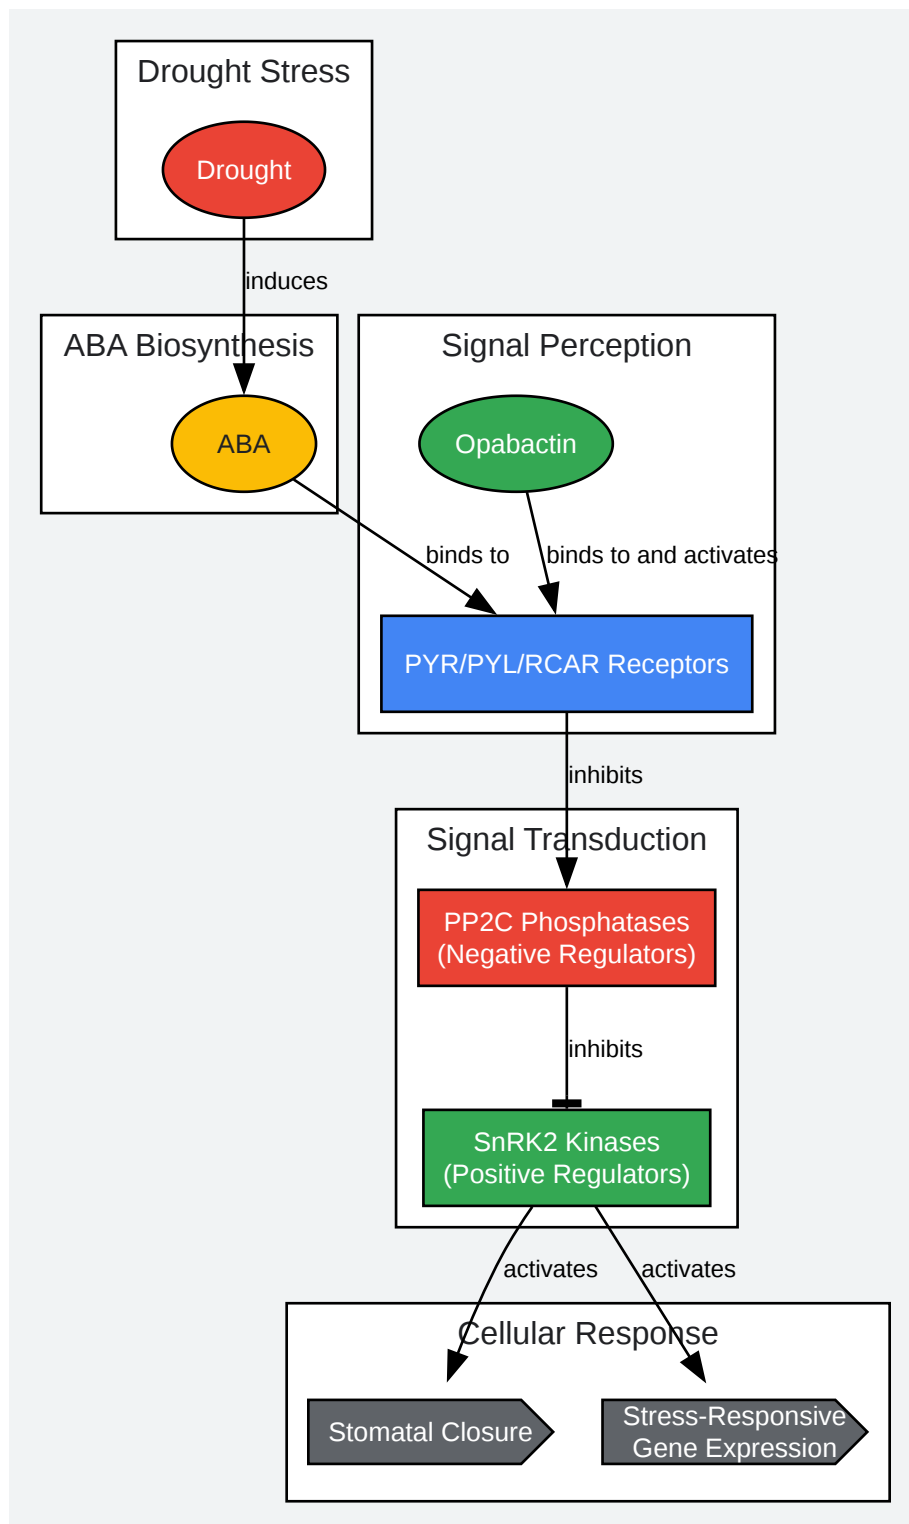 Drought Stress
Drought
induces
ABA Biosynthesis
Signal Perception
ABA
Opabactin
binds to
binds to and activates
PYR/PYL/RCAR Receptors
inhibits
Signal Transduction
PP2C Phosphatases
(Negative Regulators)
inhibits
SnRK2 Kinases
(Positive Regulators)
activates
activates
Cellular Response
Stomatal Closure
Stress-Responsive
Gene Expression